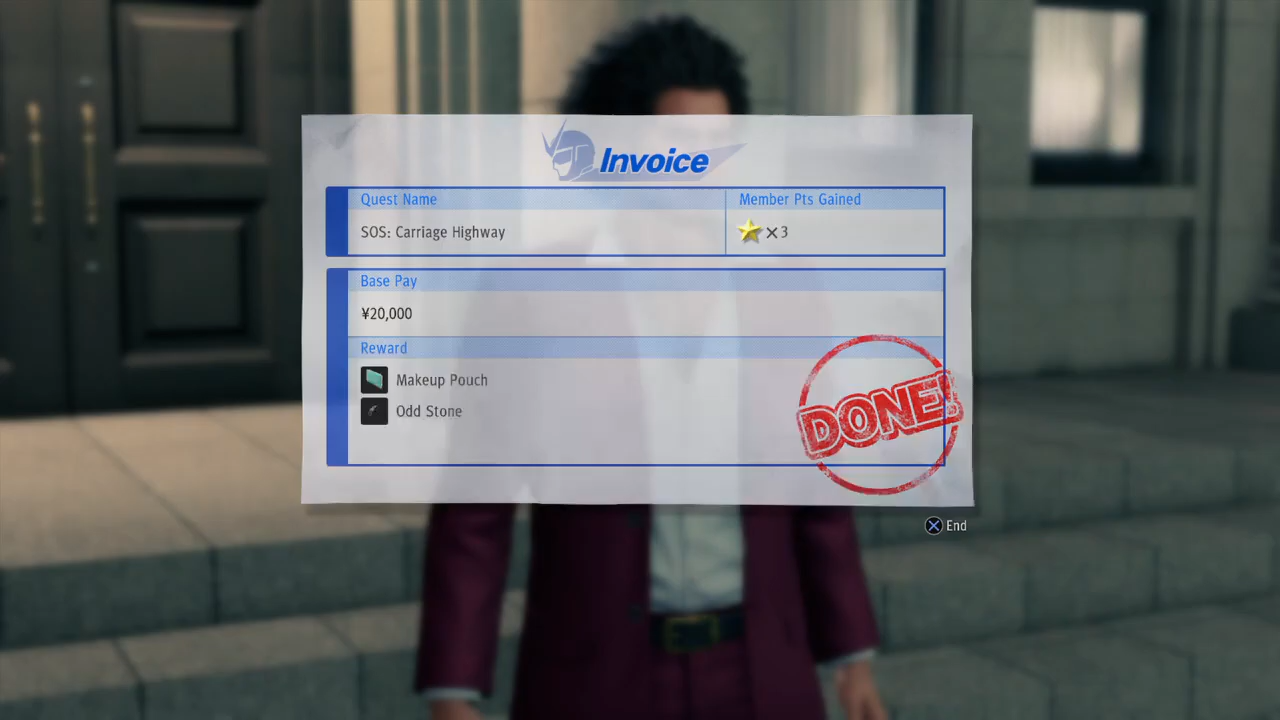 Invoice
Quest Name
Member Pts Gained
SOS: Carriage Highway
×3
Base Pay
¥20,000
Reward
Makeup Pouch
Odd Stone
DONE!
End